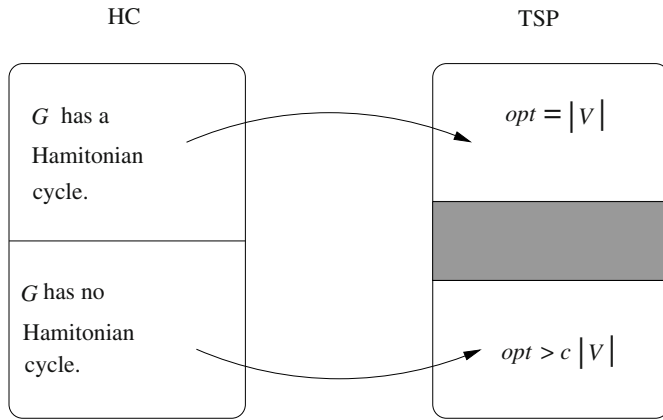 HC
TSP
G has a
Hamitonian
cycle.
opt = |V|
G has no
Hamitonian
cycle.
opt > c |V|